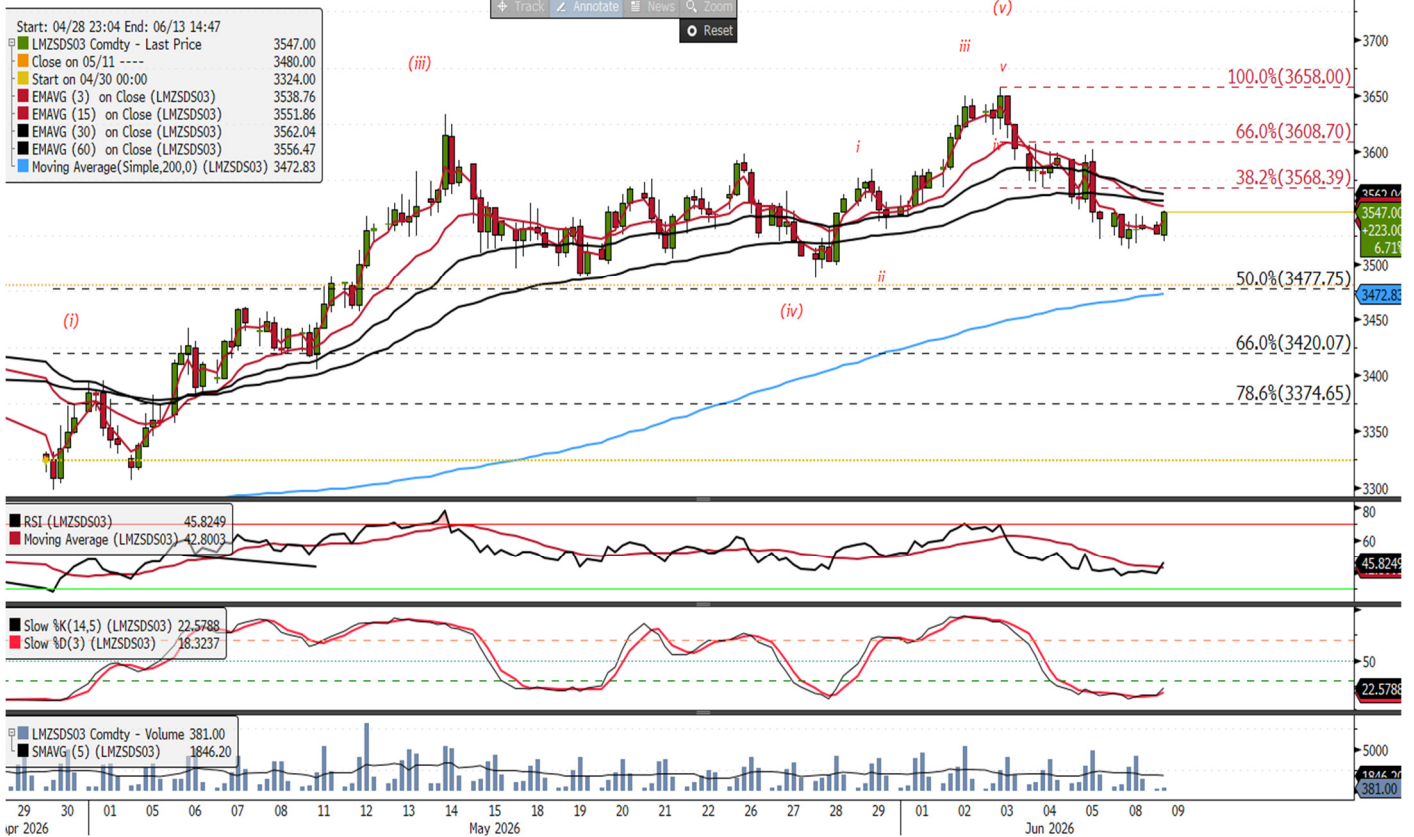 Track Annotate News Zoom
Reset
Start: 04/28 23:04 End: 06/13 14:47
LMZSDS03 Comdty - Last Price 3547.00
Close on 05/11 ---- 3480.00
Start on 04/30 00:00 3324.00
EMAVG (3) on Close (LMZSDS03) 3538.76
EMAVG (15) on Close (LMZSDS03) 3551.86
EMAVG (30) on Close (LMZSDS03) 3562.04
EMAVG (60) on Close (LMZSDS03) 3556.47
Moving Average(Simple,200,0) (LMZSDS03) 3472.83
(v)
iii
(iii)
v
i
iv
ii
(iv)
(i)
100.0%(3658.00)
66.0%(3608.70)
38.2%(3568.39)
50.0%(3477.75)
66.0%(3420.07)
78.6%(3374.65)
3700
3650
3600
3562.04
3547.00
+223.00
6.71%
3500
3472.83
3450
3400
3350
3300
RSI (LMZSDS03) 45.8249
Moving Average (LMZSDS03) 42.8003
80
60
45.8249
Slow %K(14,5) (LMZSDS03) 22.5788
Slow %D(3) (LMZSDS03) 18.3237
50
22.5788
LMZSDS03 Comdty - Volume 381.00
SMAVG (5) (LMZSDS03) 1846.20
5000
1846.20
381.00
29 30 01 05 06 07 08 11 12 13 14 15 18 19 20 21 22 26 27 28 29 01 02 03 04 05 08 09
Apr 2026 May 2026 Jun 2026